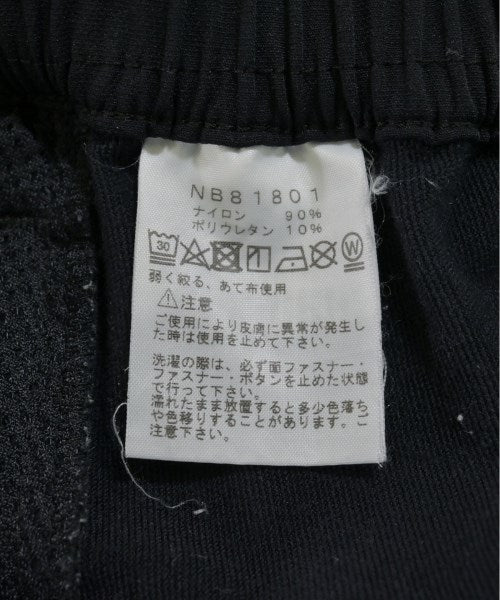 NB81801
ナイロン 90%
ポリウレタン 10%
30 W
弱く絞る、あて布使用
⚠注意
ご使用により皮膚に異常が発生し
た時は使用を止めて下さい。
洗濯の際は、必ず面ファスナー・
ファスナー・ボタンを止めた状態
で行って下さい。
濡れたまま放置すると多少色落ち
や色移りすることがあります。ご
注意下さい。